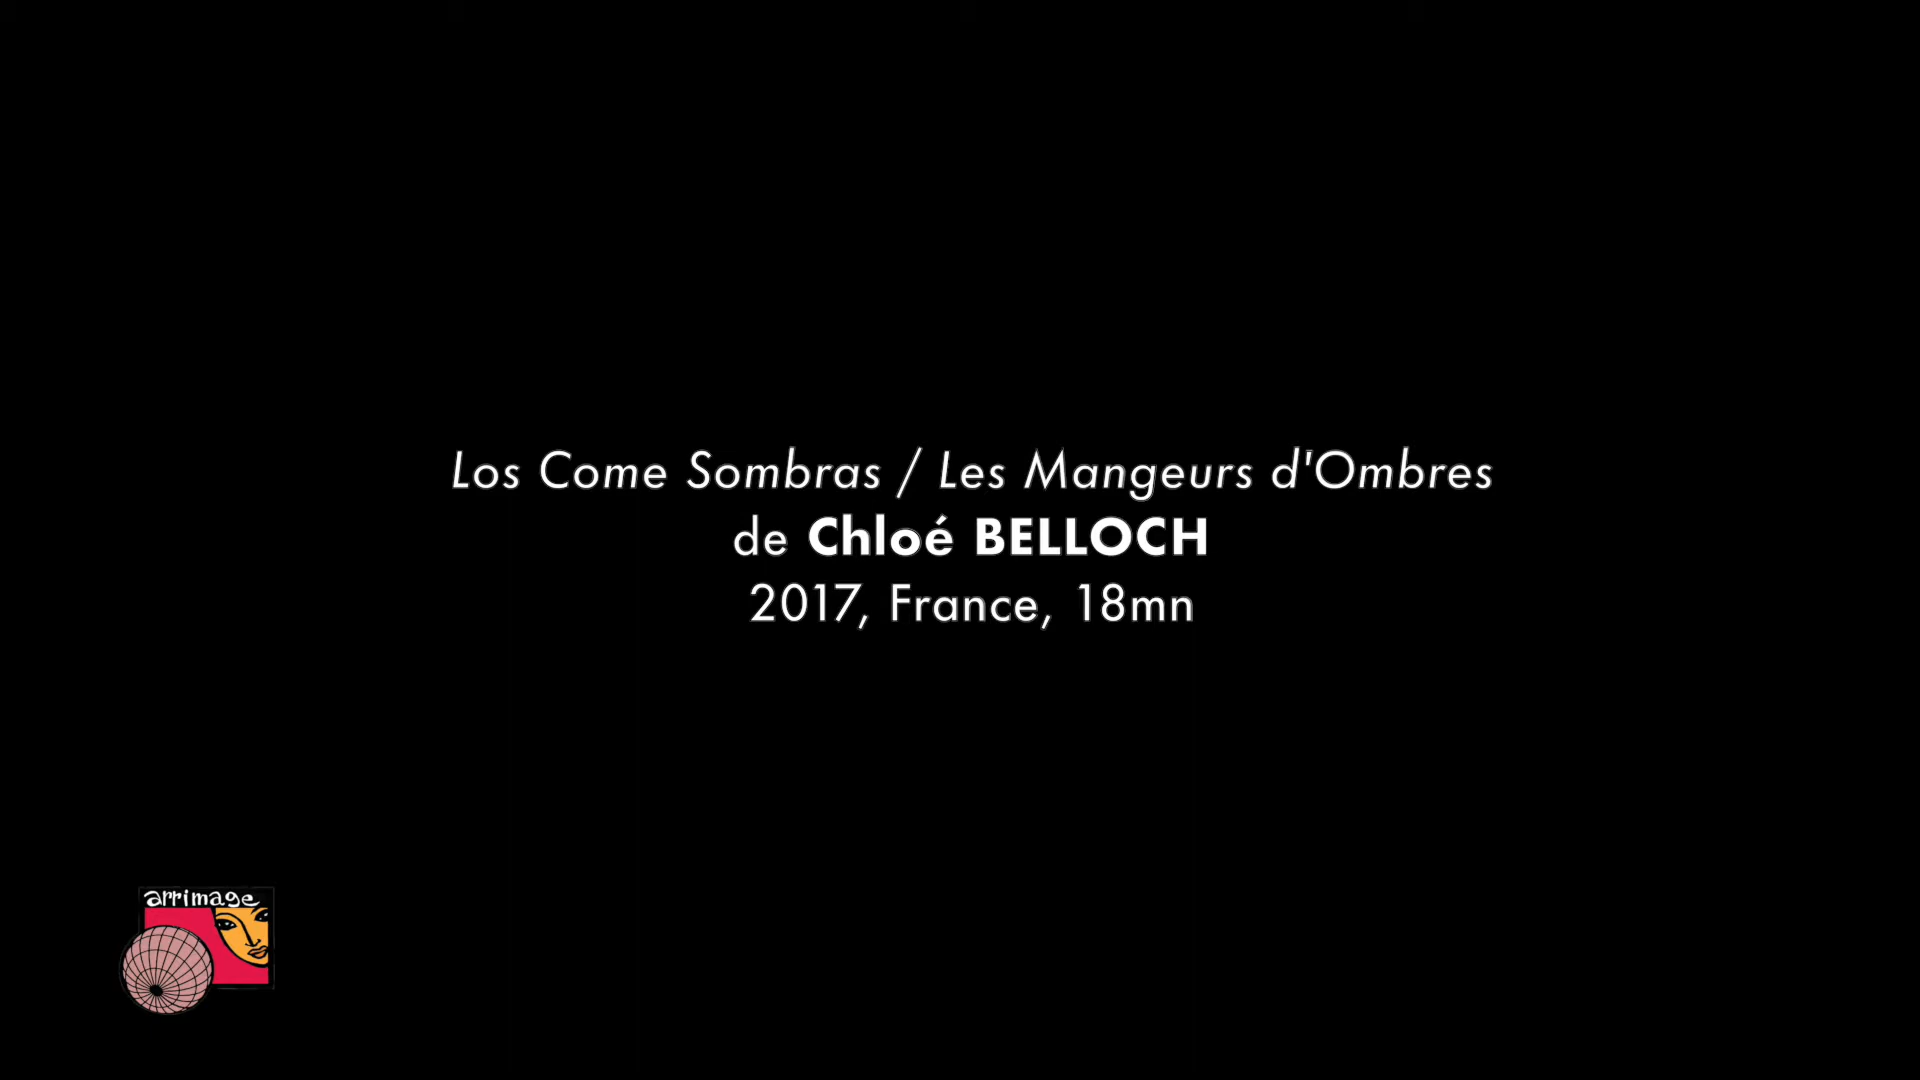 Los Come Sombras / Les Mangeurs d'Ombres
de Chloé BELLOCH
2017, France, 18mn
arrimage